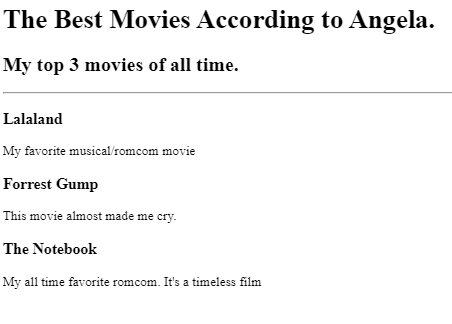 The Best Movies According to Angela.
My top 3 movies of all time.
Lalaland
My favorite musical/romcom movie
Forrest Gump
This movie almost made me cry.
The Notebook
My all time favorite romcom. It's a timeless film